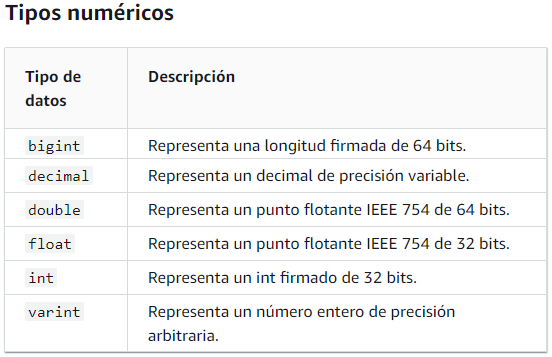 Tipos numéricos
Tipo de datos Descripción
bigint Representa una longitud firmada de 64 bits.
decimal Representa un decimal de precisión variable.
double Representa un punto flotante IEEE 754 de 64 bits.
float Representa un punto flotante IEEE 754 de 32 bits.
int Representa un int firmado de 32 bits.
varint Representa un número entero de precisión
arbitraria.